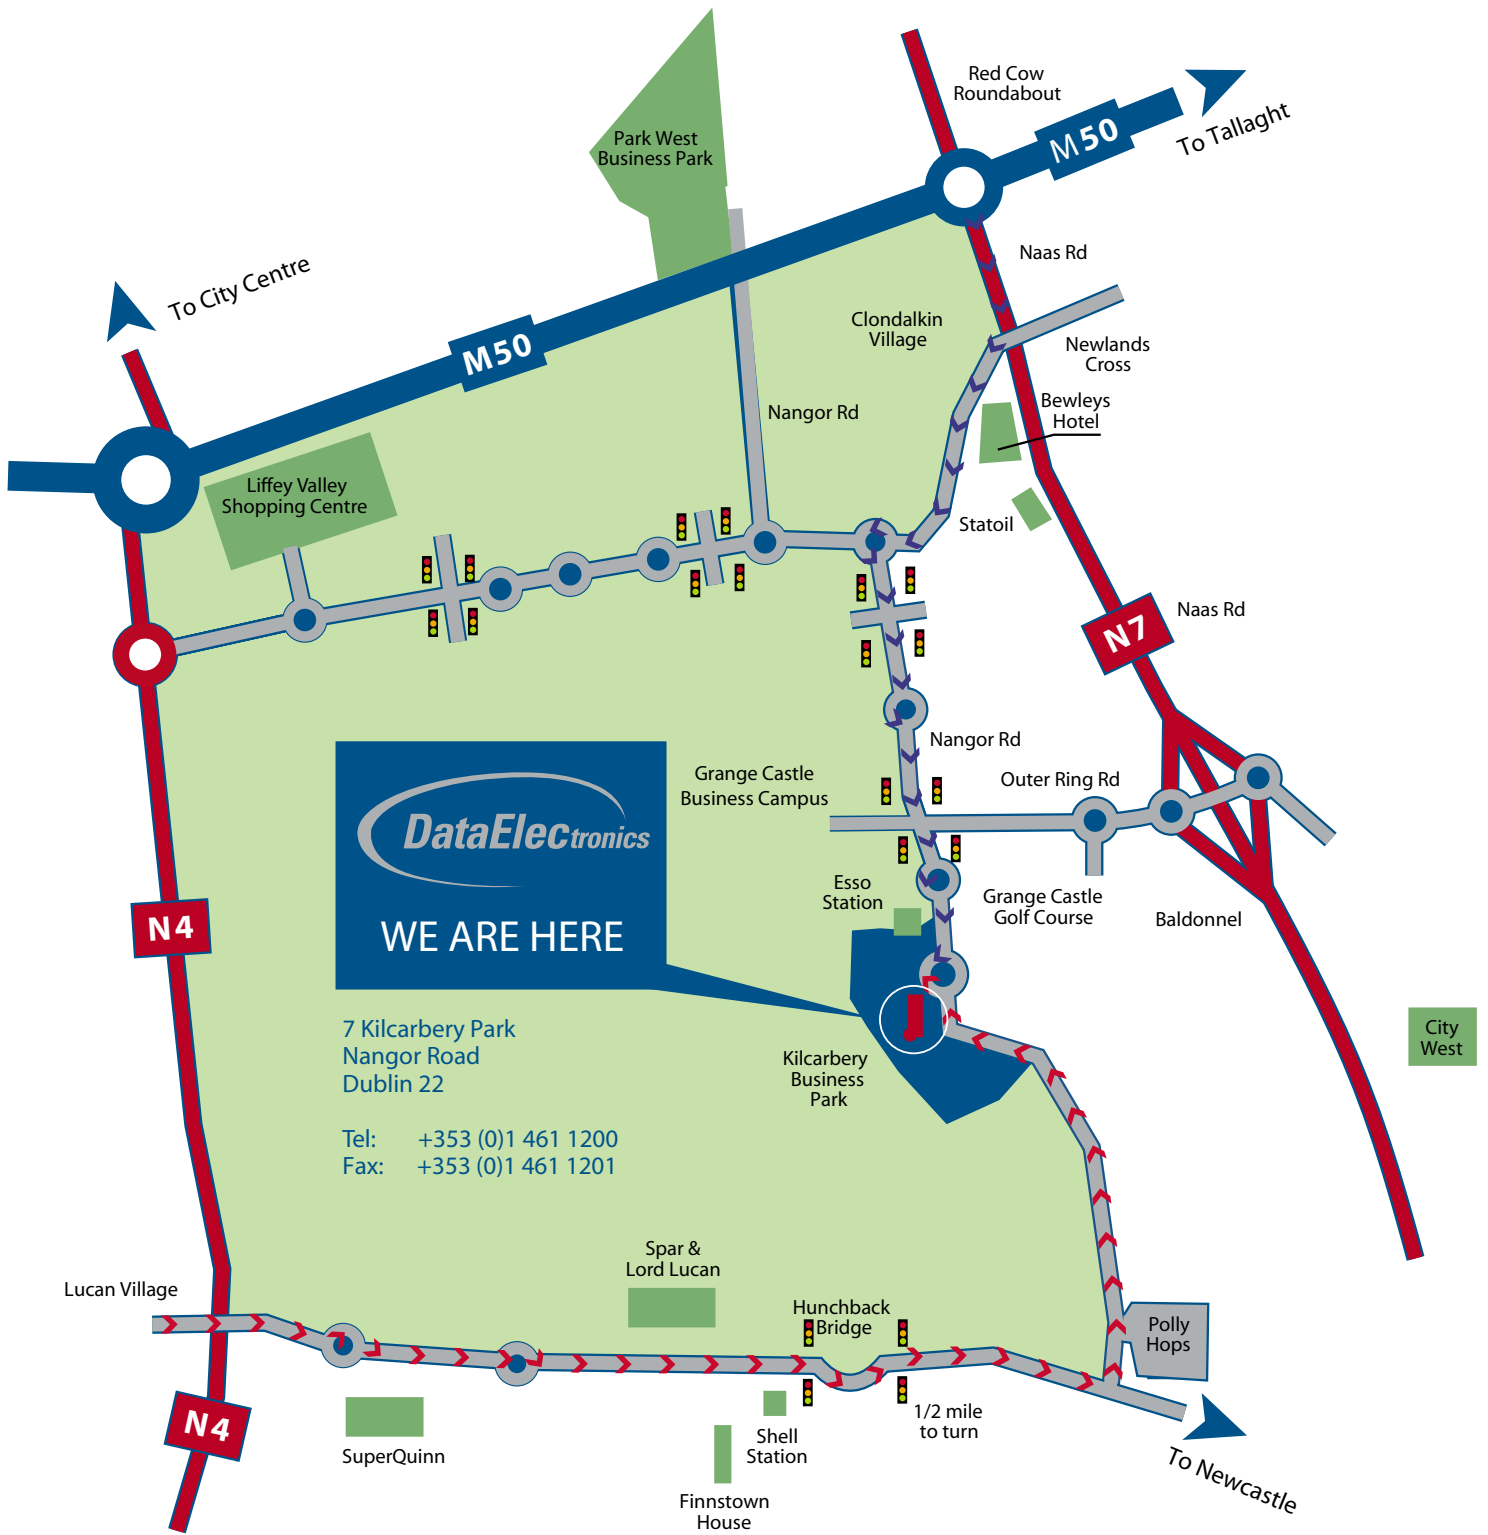 Red Cow
Roundabout
M50
To Tallaght
Park West
Business Park
Naas Rd
To City Centre
Clondalkin
Village
Newlands
Cross
M50
Nangor Rd
Bewleys
Hotel
Liffey Valley
Shopping Centre
Statoil
Naas Rd
N7
Nangor Rd
Grange Castle
Business Campus
Outer Ring Rd
DataElectronics
WE ARE HERE
Esso
Station
Grange Castle
Golf Course
Baldonnel
N4
7 Kilcarbery Park
Nangor Road
Dublin 22
Tel: +353 (0)1 461 1200
Fax: +353 (0)1 461 1201
Kilcarbery
Business
Park
City
West
Spar &
Lord Lucan
Lucan Village
Hunchback
Bridge
Polly
Hops
N4
SuperQuinn
Shell
Station
1/2 mile
to turn
To Newcastle
Finnstown
House